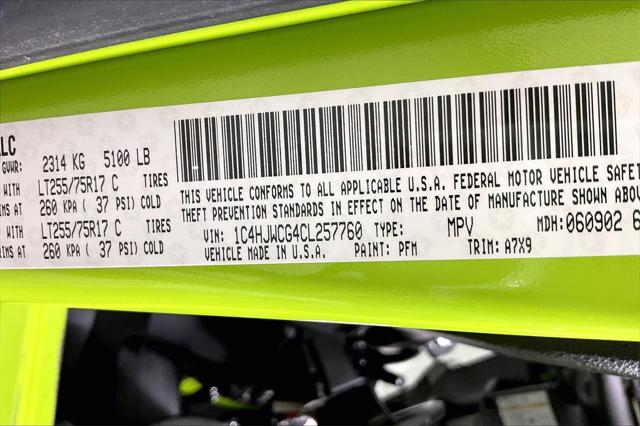 LLC
GVWR: 2314 KG 5100 LB
WITH LT255/75R17 C TIRES
RIMS AT 260 KPA ( 37 PSI) COLD
WITH LT255/75R17 C TIRES
RIMS AT 260 KPA ( 37 PSI) COLD
THIS VEHICLE CONFORMS TO ALL APPLICABLE U.S.A. FEDERAL MOTOR VEHICLE SAFET
THEFT PREVENTION STANDARDS IN EFFECT ON THE DATE OF MANUFACTURE SHOWN ABOVE
VIN: 1C4HJWCG4CL257760 TYPE: MPV MDH:060902 6
VEHICLE MADE IN U.S.A. PAINT: PFM TRIM: A7X9